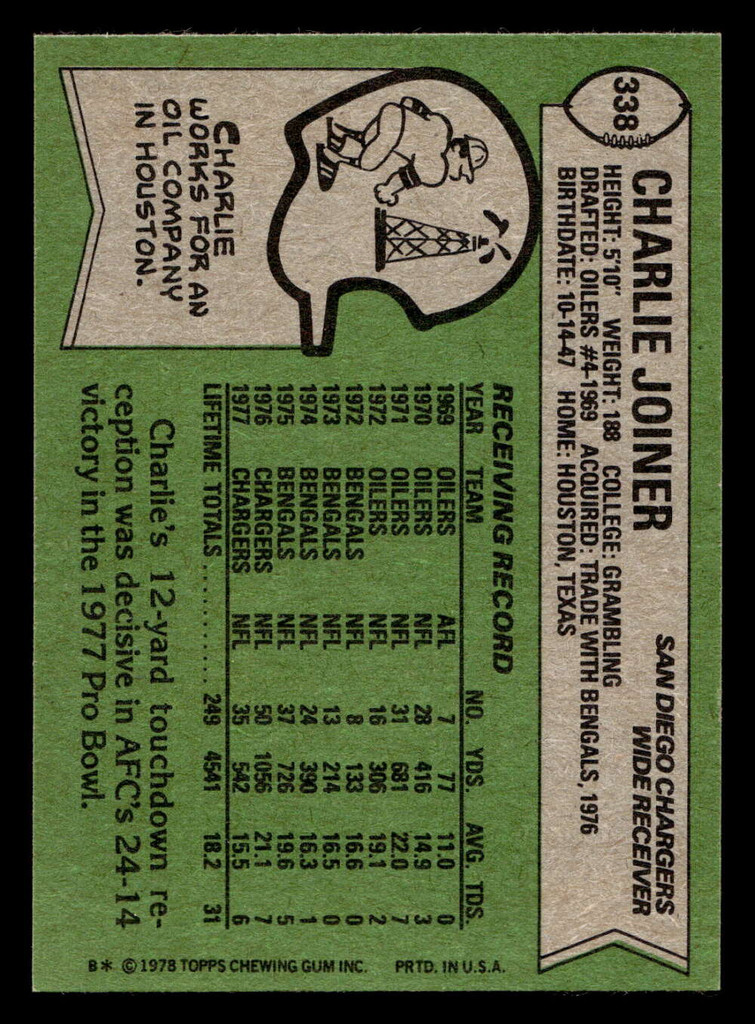 338
CHARLIE JOINER
SAN DIEGO CHARGERS
WIDE RECEIVER
HEIGHT: 5'10" WEIGHT: 188 COLLEGE: GRAMBLING
DRAFTED: OILERS #4-1969 ACQUIRED: TRADE WITH BENGALS, 1976
BIRTHDATE: 10-14-47 HOME: HOUSTON, TEXAS
CHARLIE
WORKS FOR AN
OIL COMPANY
IN HOUSTON.
RECEIVING RECORD
YEAR TEAM NO. YDS. AVG. TDS.
1969 OILERS AFL 7 77 11.0 0
1970 OILERS NFL 28 416 14.9 3
1971 OILERS NFL 31 681 22.0 7
1972 OILERS NFL 16 306 19.1 2
1972 BENGALS NFL 8 133 16.6 0
1973 BENGALS NFL 13 214 16.5 0
1974 BENGALS NFL 24 390 16.3 1
1975 BENGALS NFL 37 726 19.6 5
1976 CHARGERS NFL 50 1056 21.1 7
1977 CHARGERS NFL 35 542 15.5 6
LIFETIME TOTALS .......... 249 4541 18.2 31
Charlie's 12-yard touchdown re-
ception was decisive in AFC's 24-14
victory in the 1977 Pro Bowl.
B* © 1978 TOPPS CHEWING GUM INC. PRTD. IN U.S.A.